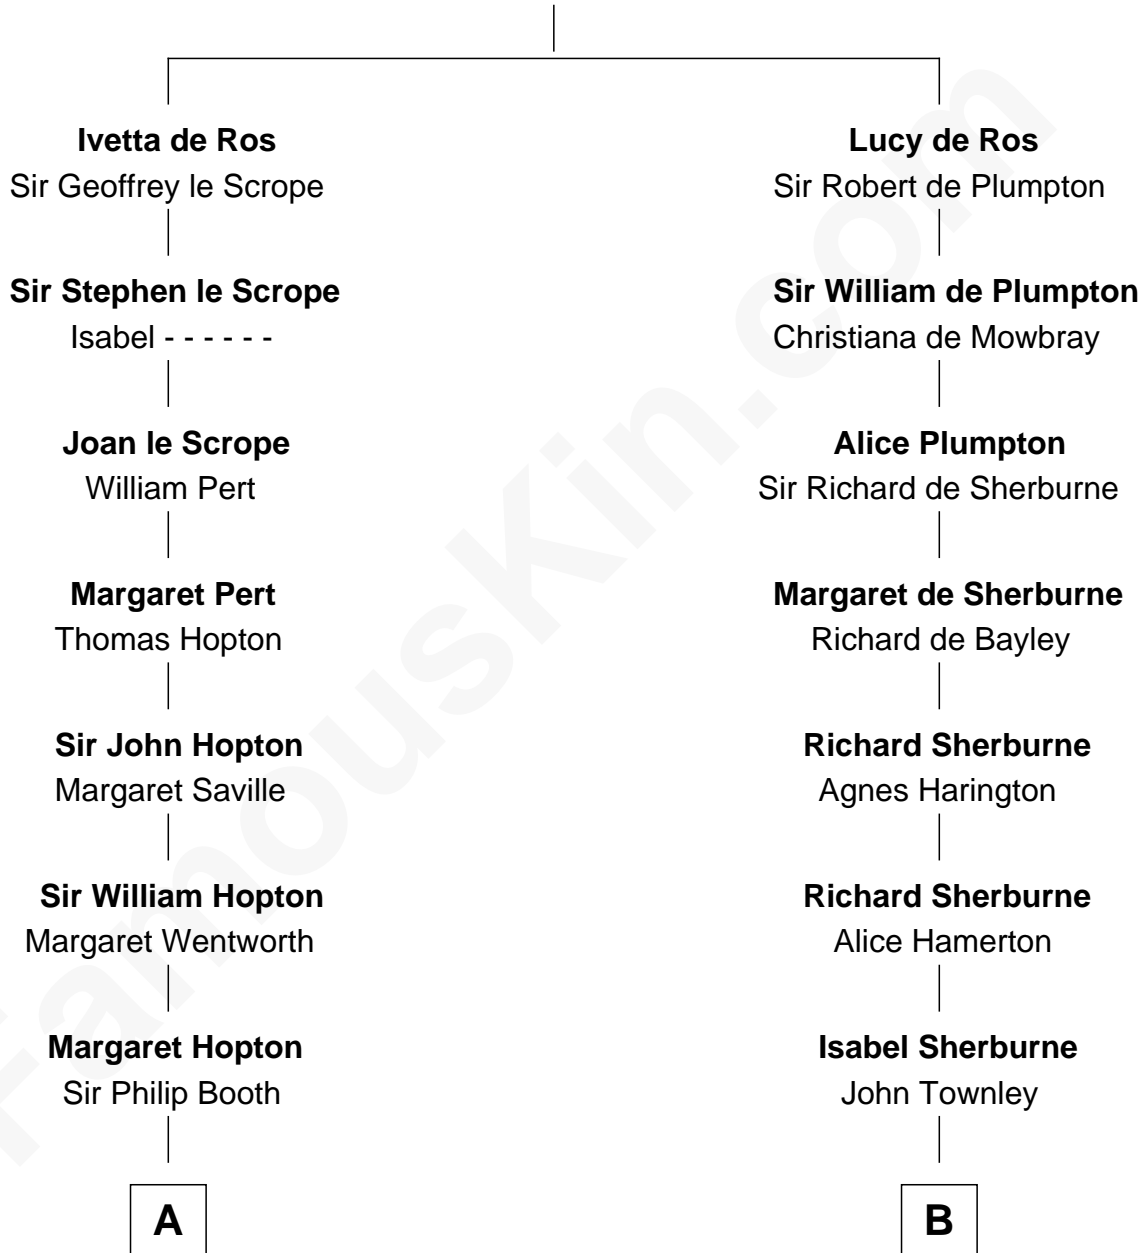 Ivetta de Ros
Sir Geoffrey le Scrope
Sir Stephen le Scrope
Isabel - - - - - -
Joan le Scrope
William Pert
Margaret Pert
Thomas Hopton
Sir John Hopton
Margaret Saville
Sir William Hopton
Margaret Wentworth
Margaret Hopton
Sir Philip Booth
A
Lucy de Ros
Sir Robert de Plumpton
Sir William de Plumpton
Christiana de Mowbray
Alice Plumpton
Sir Richard de Sherburne
Margaret de Sherburne
Richard de Bayley
Richard Sherburne
Agnes Harington
Richard Sherburne
Alice Hamerton
Isabel Sherburne
John Townley
B
FamousKin.com